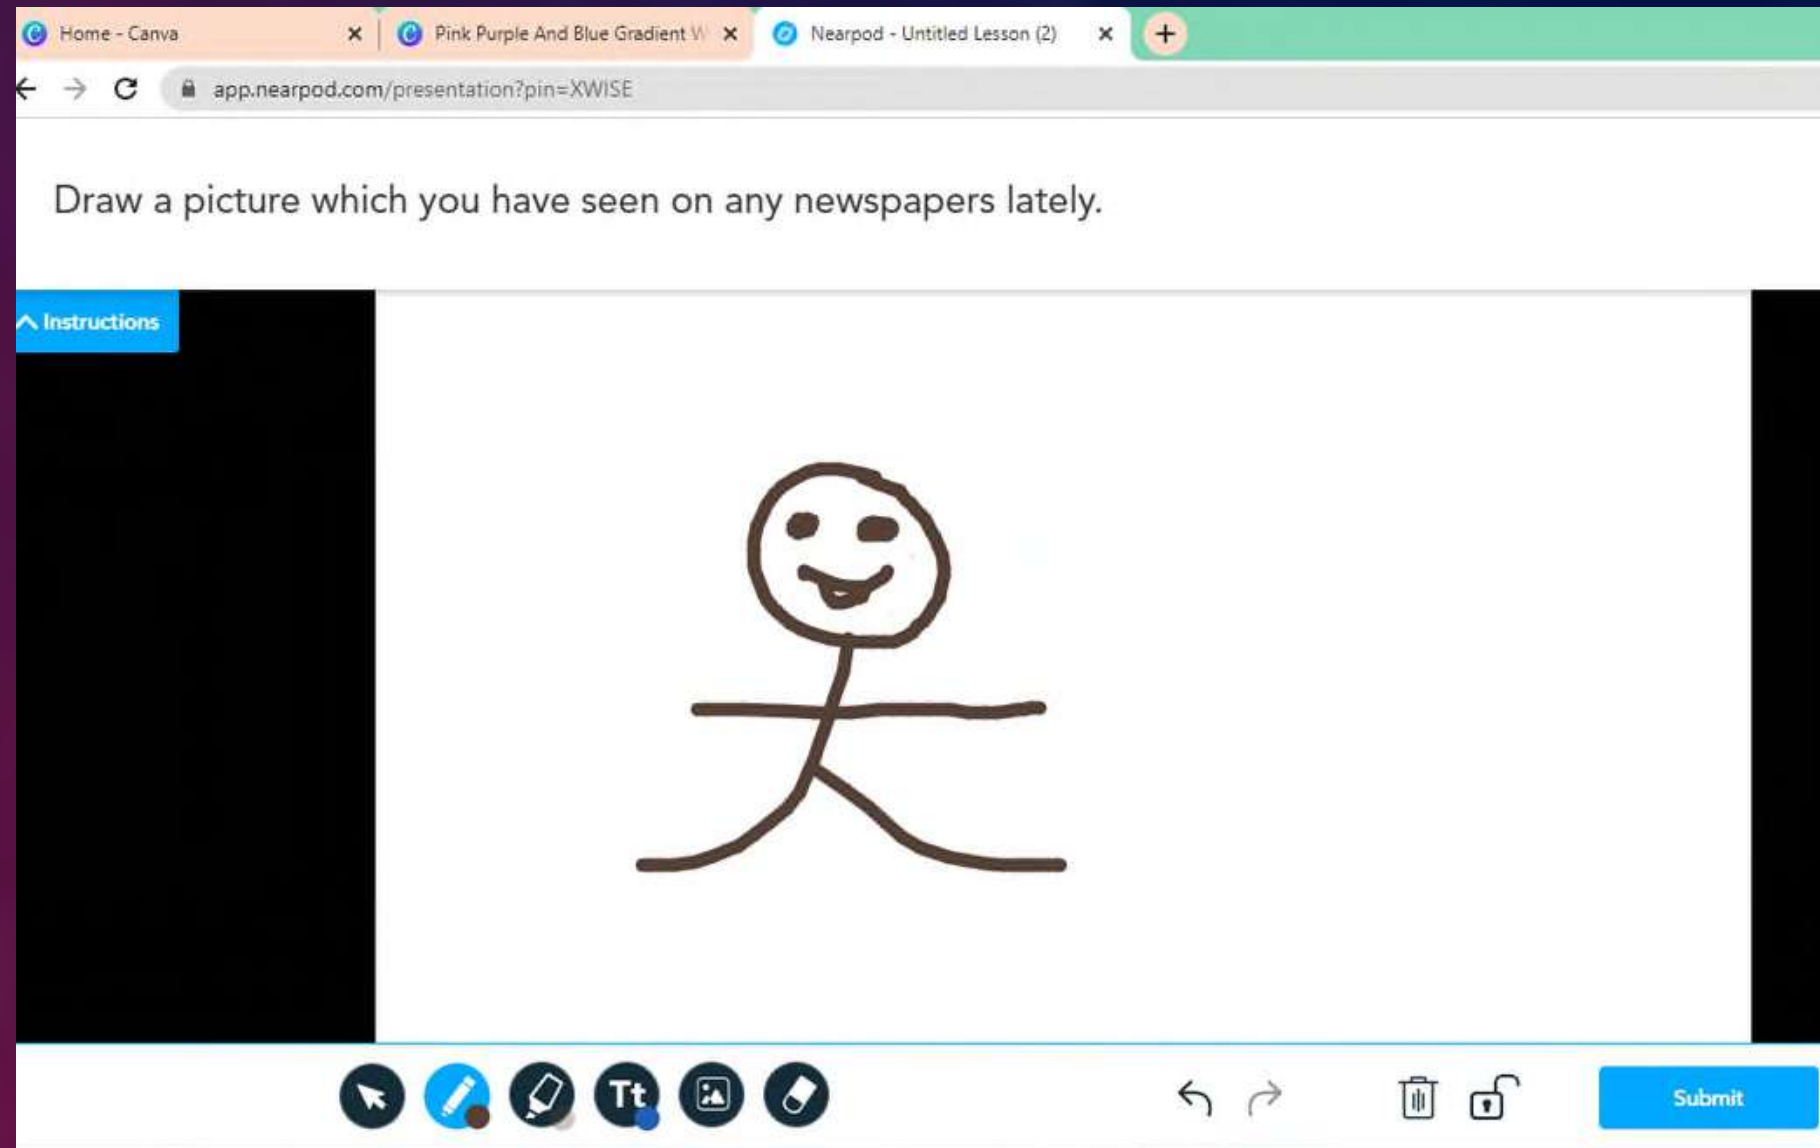 Home - Canva
Pink Purple And Blue Gradient W
Nearpod - Untitled Lesson (2)
app.nearpod.com/presentation?pin=XWISE
Draw a picture which you have seen on any newspapers lately.
Instructions
Tt
Submit